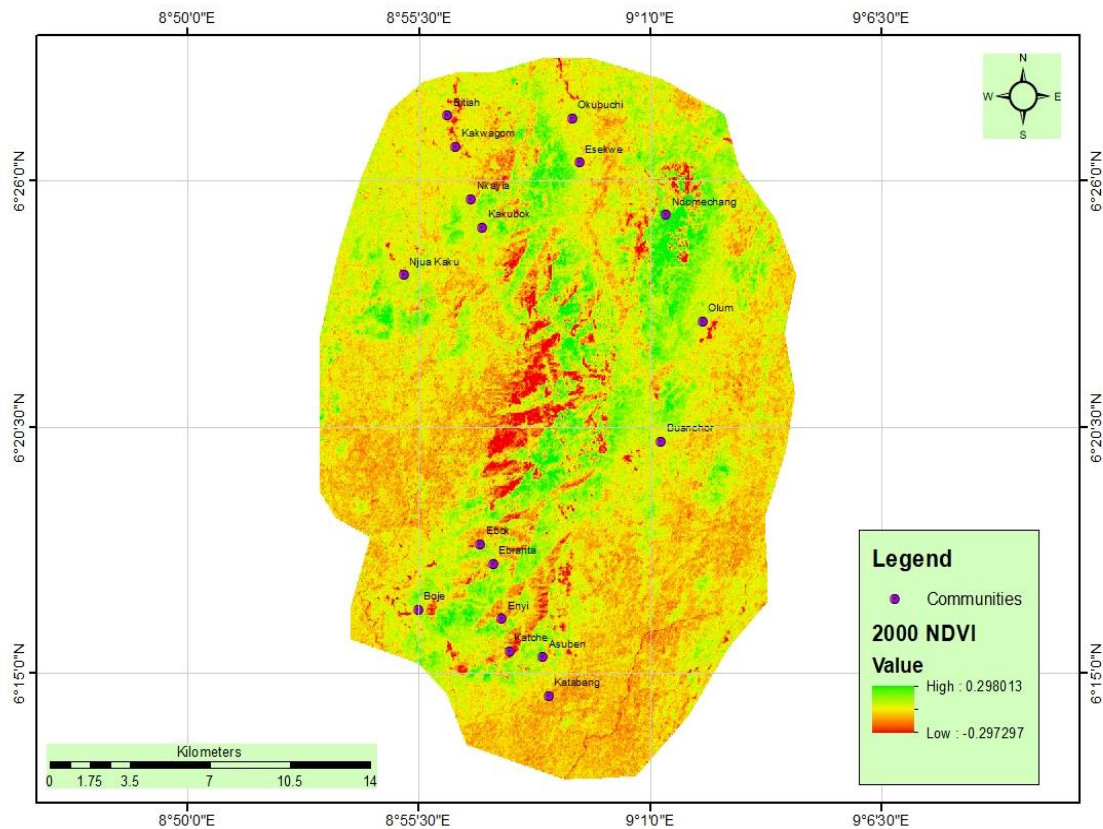 8°50'0"E 8°55'30"E 9°1'0"E 9°6'30"E
N
W E
S
6°26'0"N 6°26'0"N
6°20'30"N 6°20'30"N
6°15'0"N 6°15'0"N
Bitiah
Okubuchi
Kakwagom
Esekwe
Nkayia
Ndomechang
Kakubok
Njua Kaku
Olum
Buanchor
Ebok
Ebranta
Boje
Enyi
Katche
Asuben
Katabang
Legend
Communities
2000 NDVI
Value
High : 0.298013
Low : -0.297297
Kilometers
0 1.75 3.5 7 10.5 14
8°50'0"E 8°55'30"E 9°1'0"E 9°6'30"E